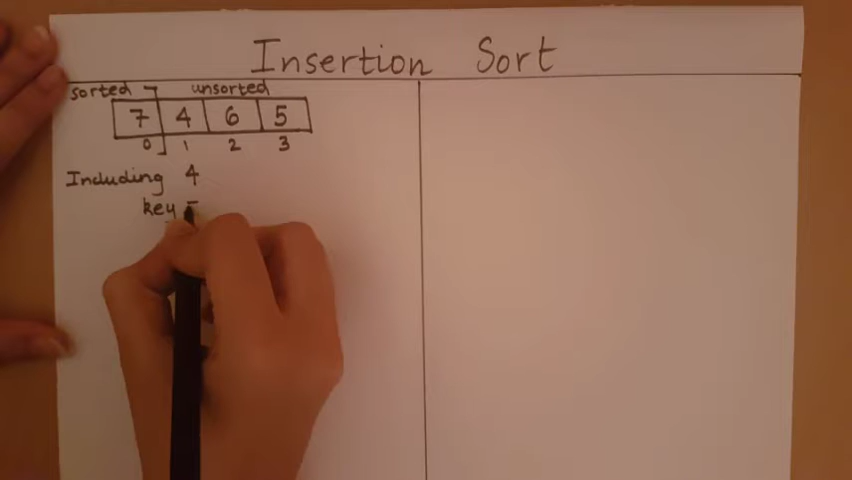 Insertion Sort
sorted unsorted
7 4 6 5
0 1 2 3
Including 4
key =